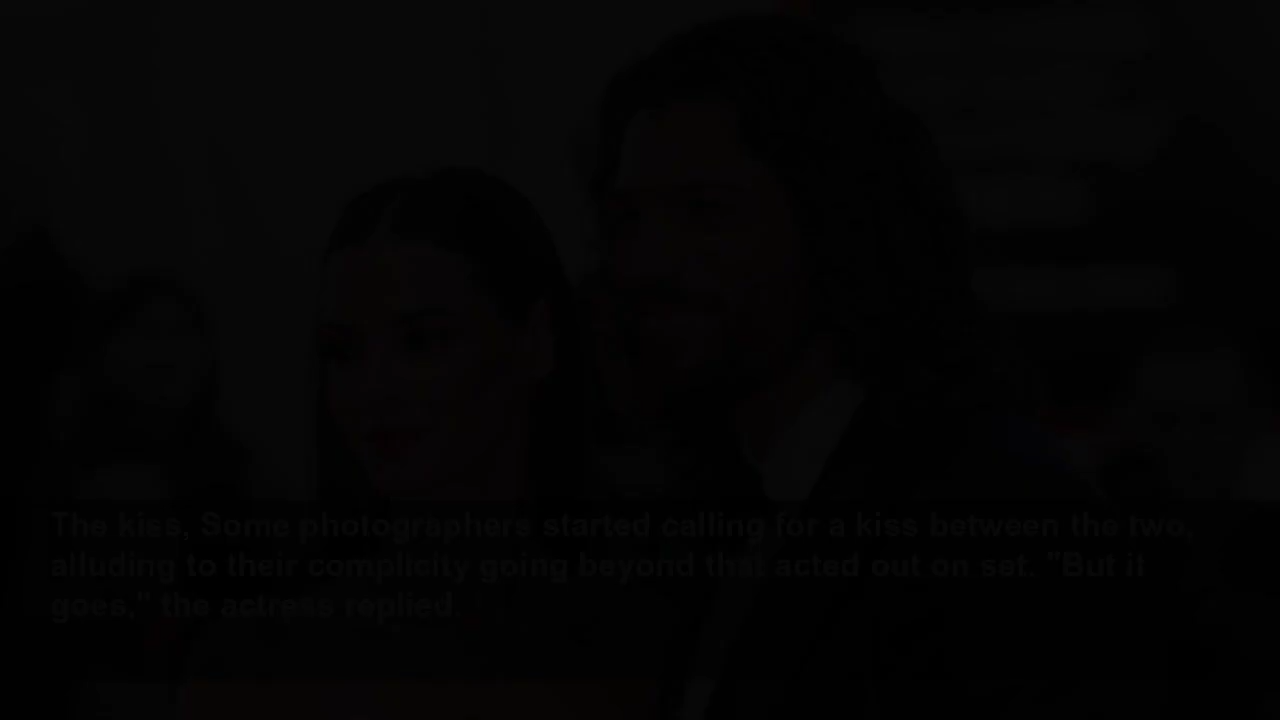 The kiss, Some photographers started calling for a kiss between the two,
alluding to their complicity going beyond that acted out on set. "But it
goes," the actress replied.